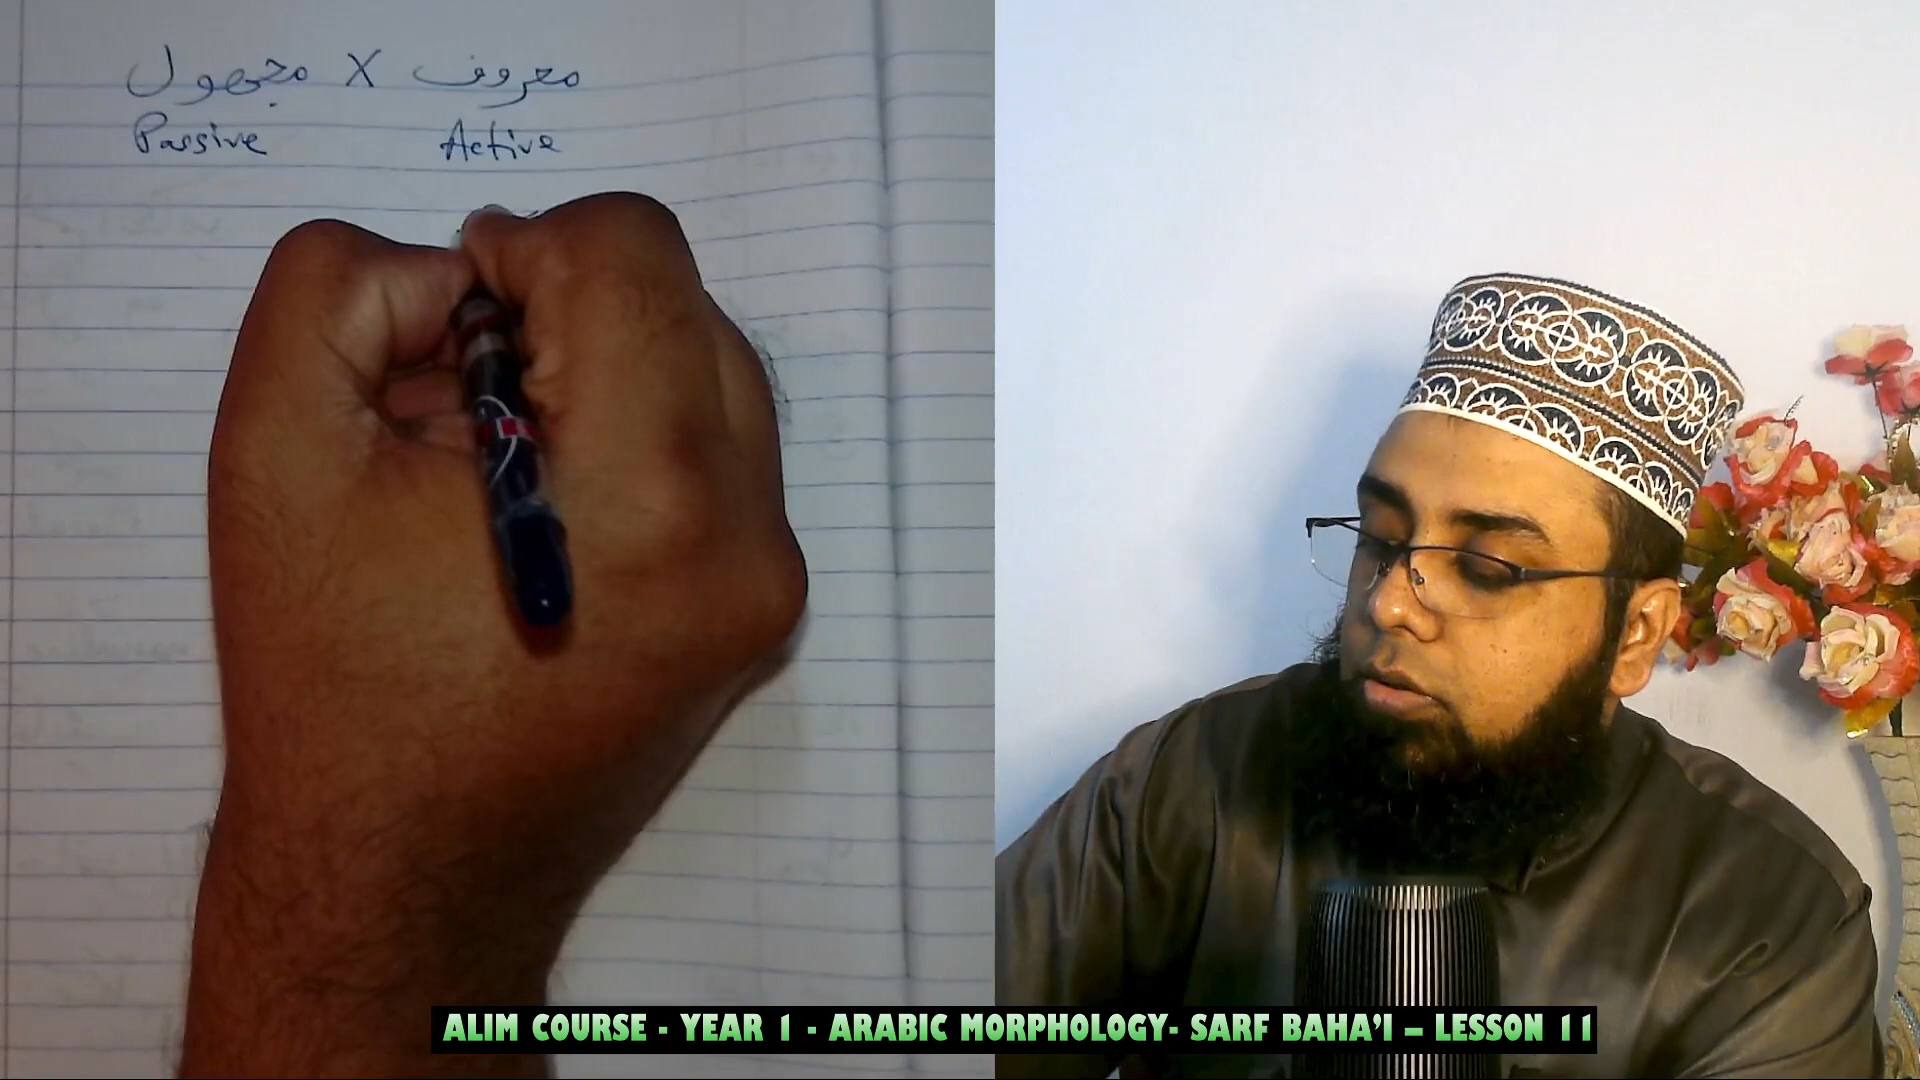 معروف X مجهول
Passive Active
ALIM COURSE - YEAR 1 - ARABIC MORPHOLOGY- SARF BAHA’I – LESSON 11